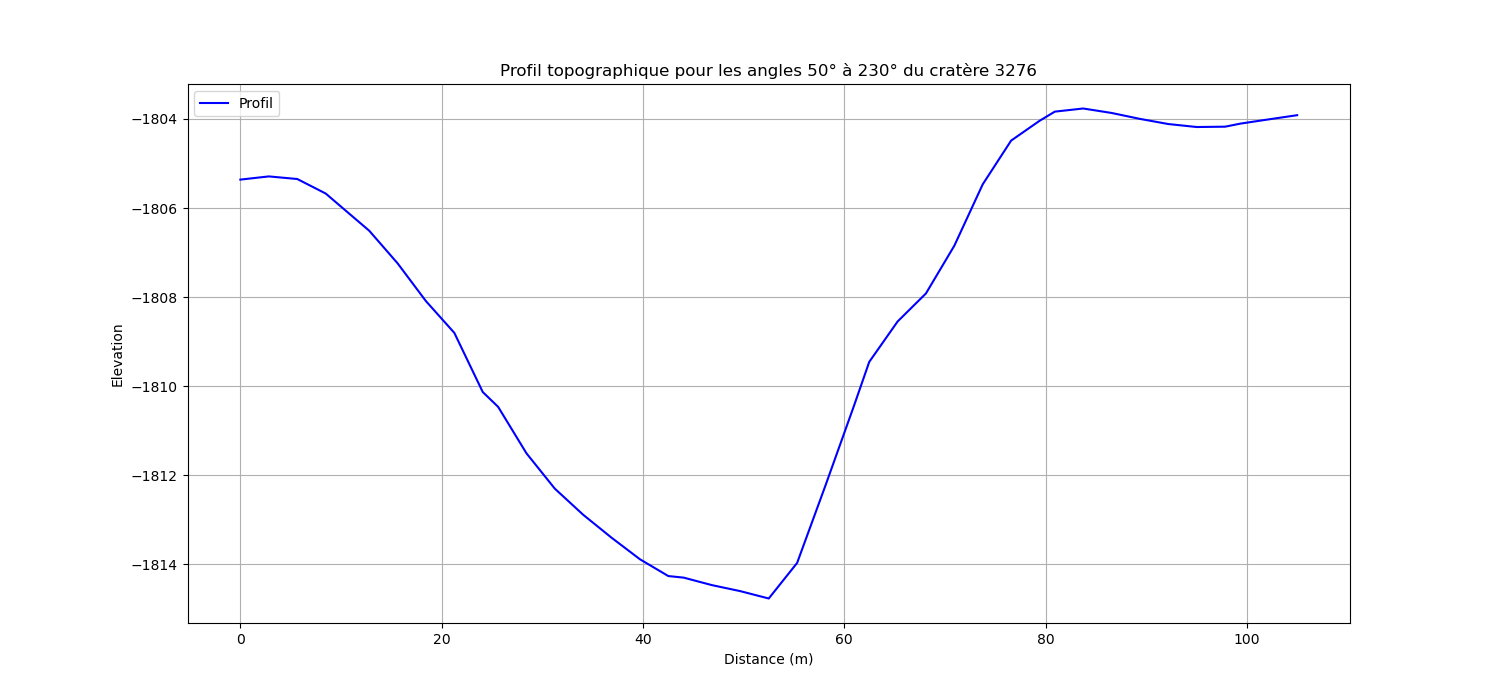 Profil topographique pour les angles 50° à 230° du cratère 3276
Profil
−1804
−1806
−1808
−1810
−1812
−1814
Elevation
0 20 40 60 80 100
Distance (m)